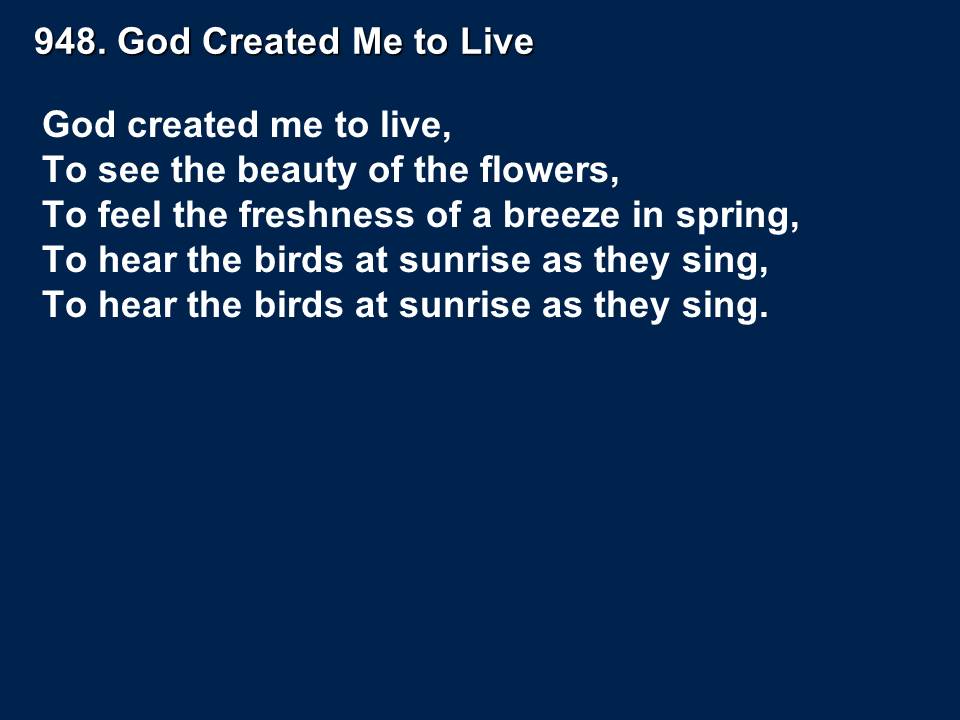 948. God Created Me to Live
God created me to live,
To see the beauty of the flowers,
To feel the freshness of a breeze in spring,
To hear the birds at sunrise as they sing,
To hear the birds at sunrise as they sing.